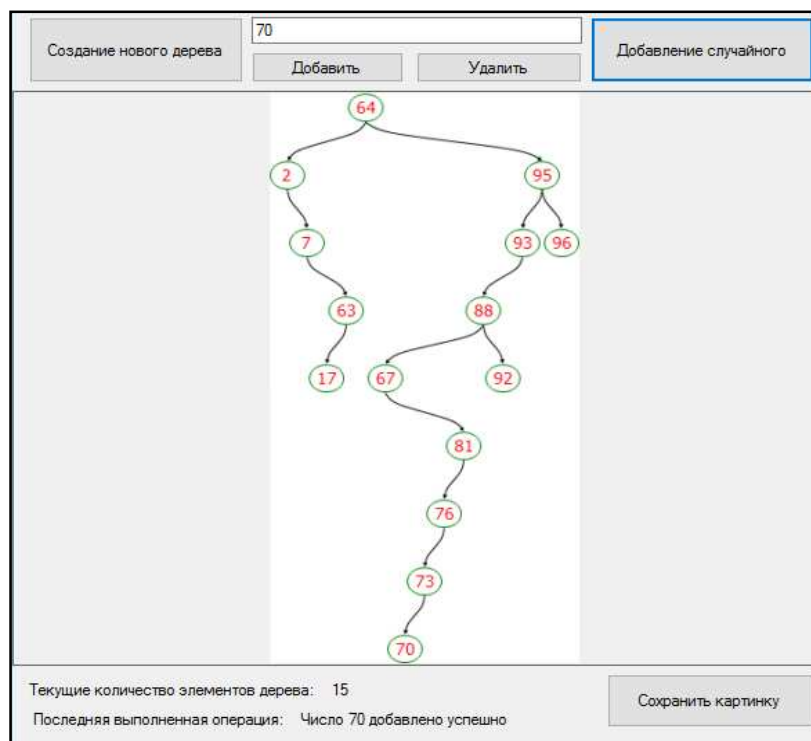 70
Создание нового дерева
Добавление случайного
Добавить
Удалить
64
2
95
7
93
96
63
88
17
67
92
81
76
73
70
Текущие количество элементов дерева: 15
Последняя выполненная операция: Число 70 добавлено успешно
Сохранить картинку